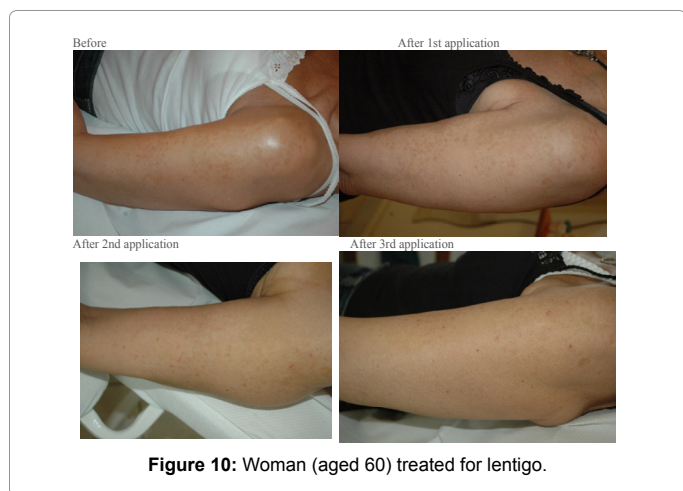 Before
After 1st application
After 2nd application
After 3rd application
Figure 10: Woman (aged 60) treated for lentigo.